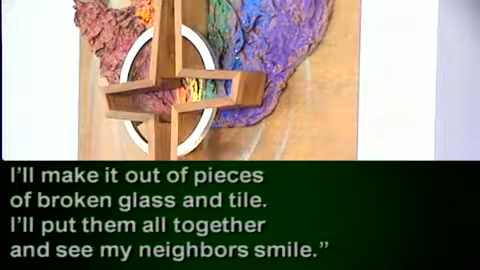 I'll make it out of pieces
of broken glass and tile.
I'll put them all together
and see my neighbors smile.”